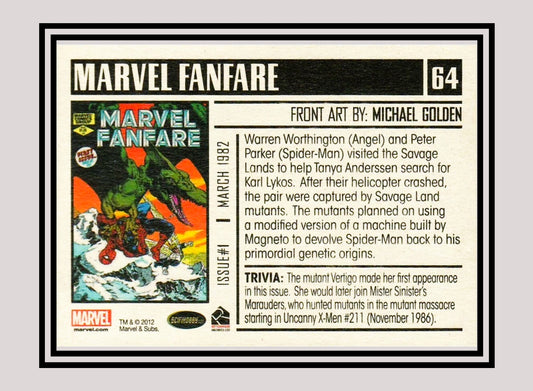 MARVEL FANFARE
64
FRONT ART BY: MICHAEL GOLDEN
MARVEL
FANFARE
FIRST ISSUE
ISSUE#1 | MARCH 1982
Warren Worthington (Angel) and Peter
Parker (Spider-Man) visited the Savage
Lands to help Tanya Anderssen search for
Karl Lykos. After their helicopter crashed,
the pair were captured by Savage Land
mutants. The mutants planned on using
a modified version of a machine built by
Magneto to devolve Spider-Man back to his
primordial genetic origins.
TRIVIA: The mutant Vertigo made her first appearance
in this issue. She would later join Mister Sinister's
Marauders, who hunted mutants in the mutant massacre
starting in Uncanny X-Men #211 (November 1986).
MARVEL
marvel.com
TM & © 2012
Marvel & Subs.
SCIFIHOBBY.COM